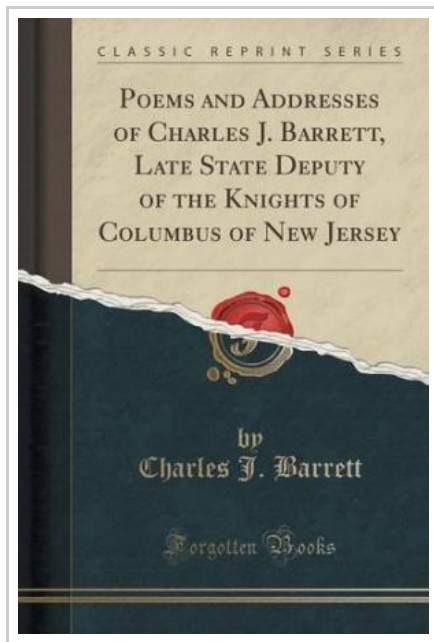 CLASSIC REPRINT SERIES
POEMS AND ADDRESSES
OF CHARLES J. BARRETT,
LATE STATE DEPUTY
OF THE KNIGHTS OF
COLUMBUS OF NEW JERSEY
by
Charles J. Barrett
Forgotten Books